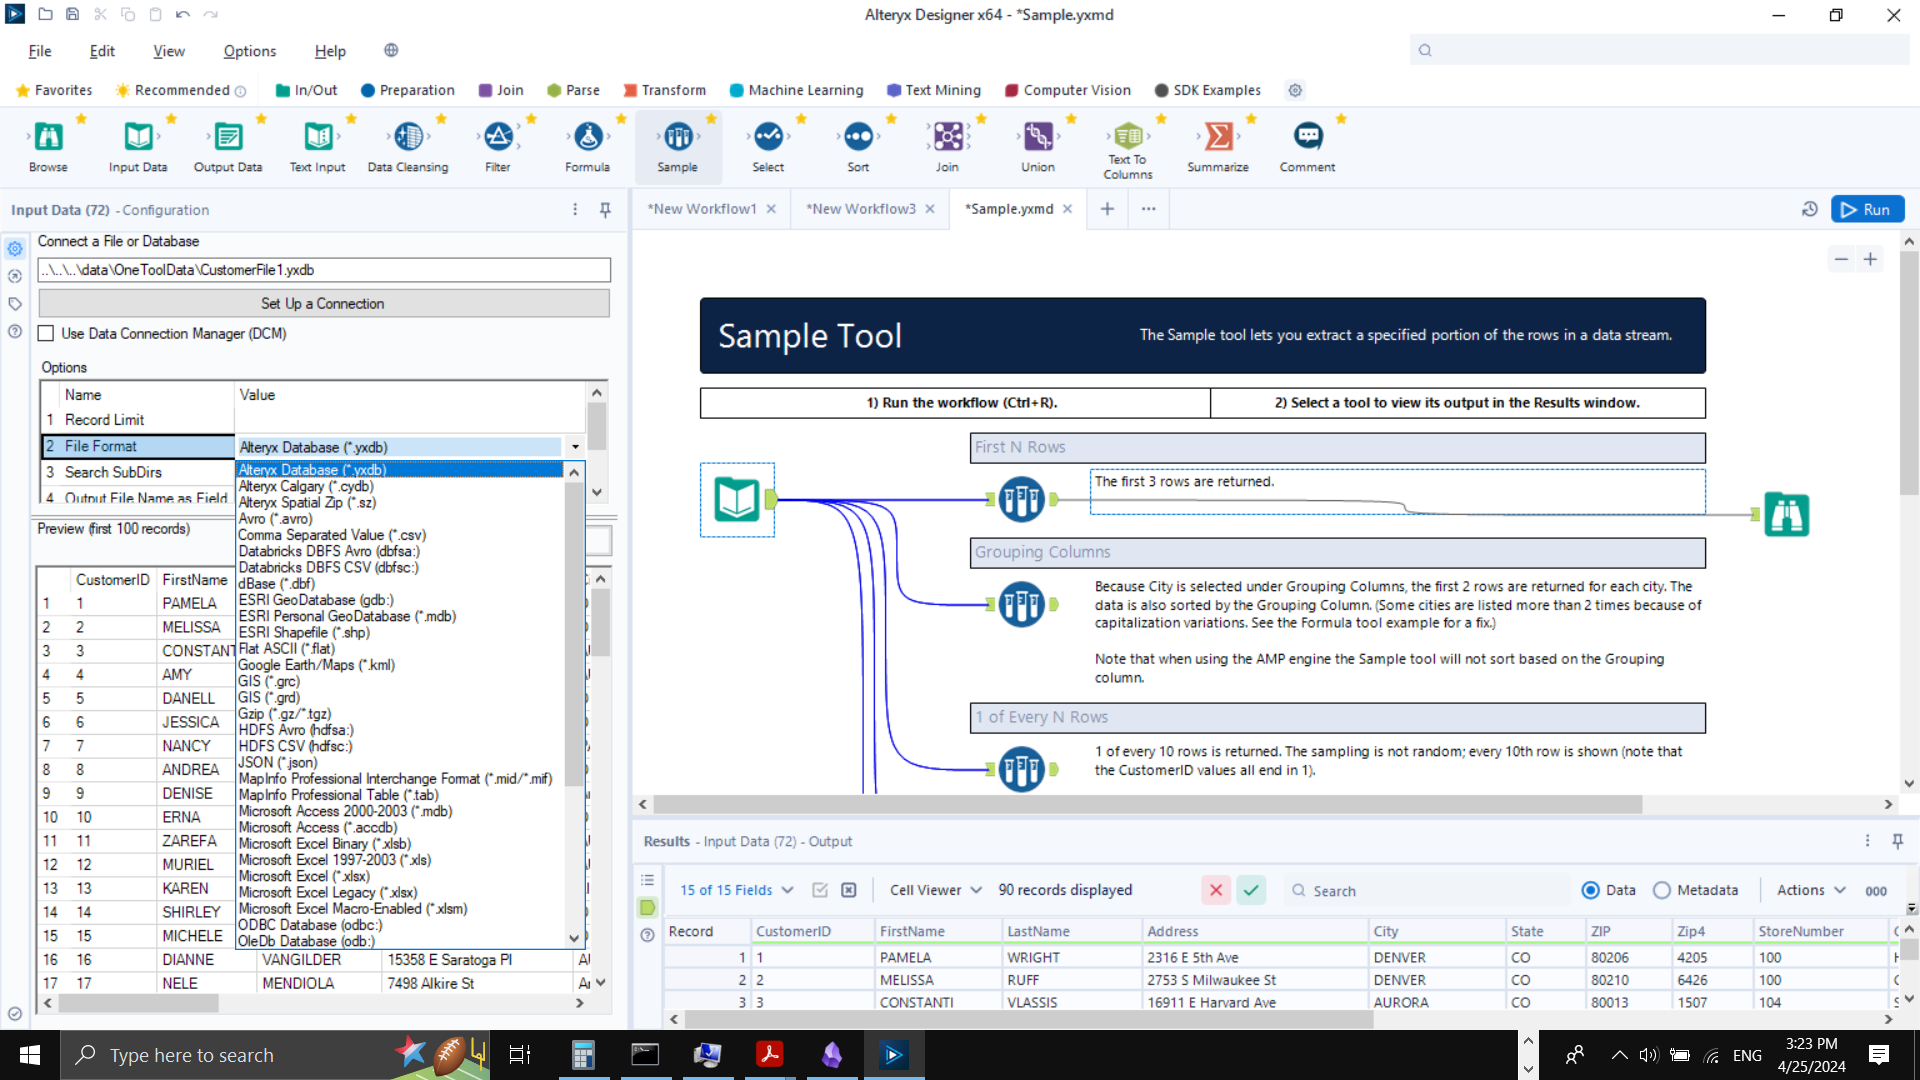 Alteryx Designer x64 - *Sample.yxmd
File Edit View Options Help
Favorites Recommended In/Out Preparation Join Parse Transform Machine Learning Text Mining Computer Vision SDK Examples
Browse Input Data Output Data Text Input Data Cleansing Filter Formula Sample Select Sort Join Union Text To Columns Summarize Comment
Input Data (72) - Configuration
*New Workflow1 *New Workflow3 *Sample.yxmd
Run
Connect a File or Database
..\..\..\data\OneToolData\CustomerFile1.yxdb
Set Up a Connection
Use Data Connection Manager (DCM)
Options
Name Value
1 Record Limit
2 File Format Alteryx Database (*.yxdb)
3 Search SubDirs
4 Output File Name as Field
Alteryx Database (*.yxdb)
Alteryx Calgary (*.cydb)
Alteryx Spatial Zip (*.sz)
Avro (*.avro)
Comma Separated Value (*.csv)
Databricks DBFS Avro (dbfsa:)
Databricks DBFS CSV (dbfsc:)
dBase (*.dbf)
ESRI GeoDatabase (gdb:)
ESRI Personal GeoDatabase (*.mdb)
ESRI Shapefile (*.shp)
Flat ASCII (*.flat)
Google Earth/Maps (*.kml)
GIS (*.grc)
GIS (*.grd)
Gzip (*.gz/*.tgz)
HDFS Avro (hdfsa:)
HDFS CSV (hdfsc:)
JSON (*.json)
MapInfo Professional Interchange Format (*.mid/*.mif)
MapInfo Professional Table (*.tab)
Microsoft Access 2000-2003 (*.mdb)
Microsoft Access (*.accdb)
Microsoft Excel Binary (*.xlsb)
Microsoft Excel 1997-2003 (*.xls)
Microsoft Excel (*.xlsx)
Microsoft Excel Legacy (*.xlsx)
Microsoft Excel Macro-Enabled (*.xlsm)
ODBC Database (odbc:)
OleDb Database (odb:)
Preview (first 100 records)
CustomerID FirstName
1 1 PAMELA
2 2 MELISSA
3 3 CONSTANT
4 4 AMY
5 5 DANELL
6 6 JESSICA
7 7 NANCY
8 8 ANDREA
9 9 DENISE
10 10 ERNA
11 11 ZAREFA
12 12 MURIEL
13 13 KAREN
14 14 SHIRLEY
15 15 MICHELE
16 16 DIANNE VANGILDER 15358 E Saratoga Pl
17 17 NELE MENDIOLA 7498 Alkire St
Sample Tool
The Sample tool lets you extract a specified portion of the rows in a data stream.
1) Run the workflow (Ctrl+R). 2) Select a tool to view its output in the Results window.
First N Rows
The first 3 rows are returned.
Grouping Columns
Because City is selected under Grouping Columns, the first 2 rows are returned for each city. The
data is also sorted by the Grouping Column. (Some cities are listed more than 2 times because of
capitalization variations. See the Formula tool example for a fix.)
Note that when using the AMP engine the Sample tool will not sort based on the Grouping
column.
1 of Every N Rows
1 of every 10 rows is returned. The sampling is not random; every 10th row is shown (note that
the CustomerID values all end in 1).
Results - Input Data (72) - Output
15 of 15 Fields Cell Viewer 90 records displayed Search Data Metadata Actions 000
Record CustomerID FirstName LastName Address City State ZIP Zip4 StoreNumber
1 1 PAMELA WRIGHT 2316 E 5th Ave DENVER CO 80206 4205 100
2 2 MELISSA RUFF 2753 S Milwaukee St DENVER CO 80210 6426 100
3 3 CONSTANTI VLASSIS 16911 E Harvard Ave AURORA CO 80013 1507 104
Type here to search
ENG
3:23 PM
4/25/2024